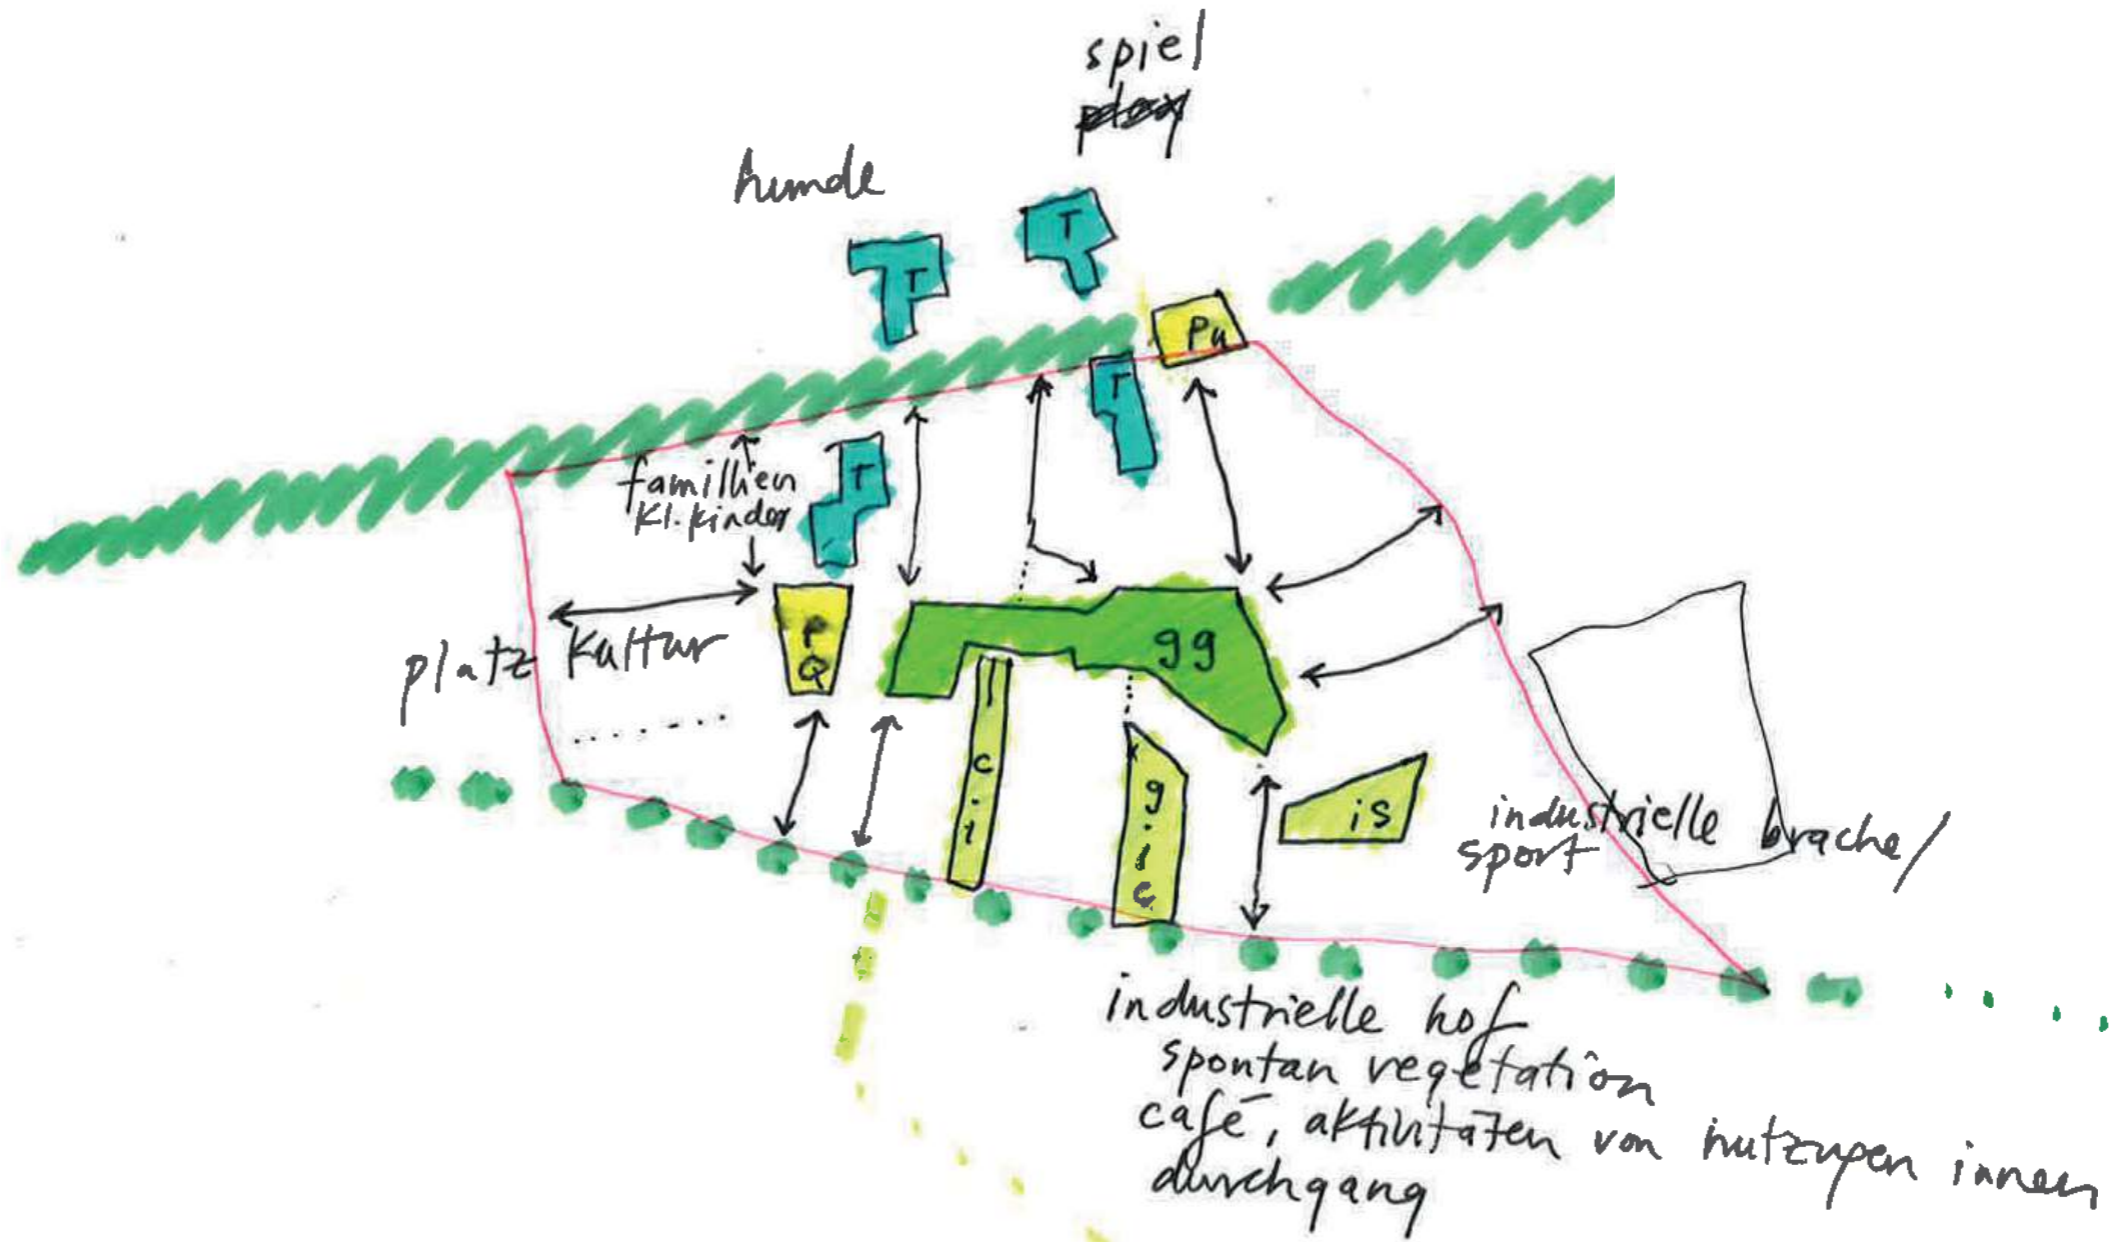 spiel
hunde
T
T
Pu
T
familien
kl. kinder
T
platz kultur
P
Q
gg
c.i
g.i.c
is
industrielle brache/
sport
industrielle hof
spontan vegetation
café, aktivitäten von nutzungen innen
durchgang